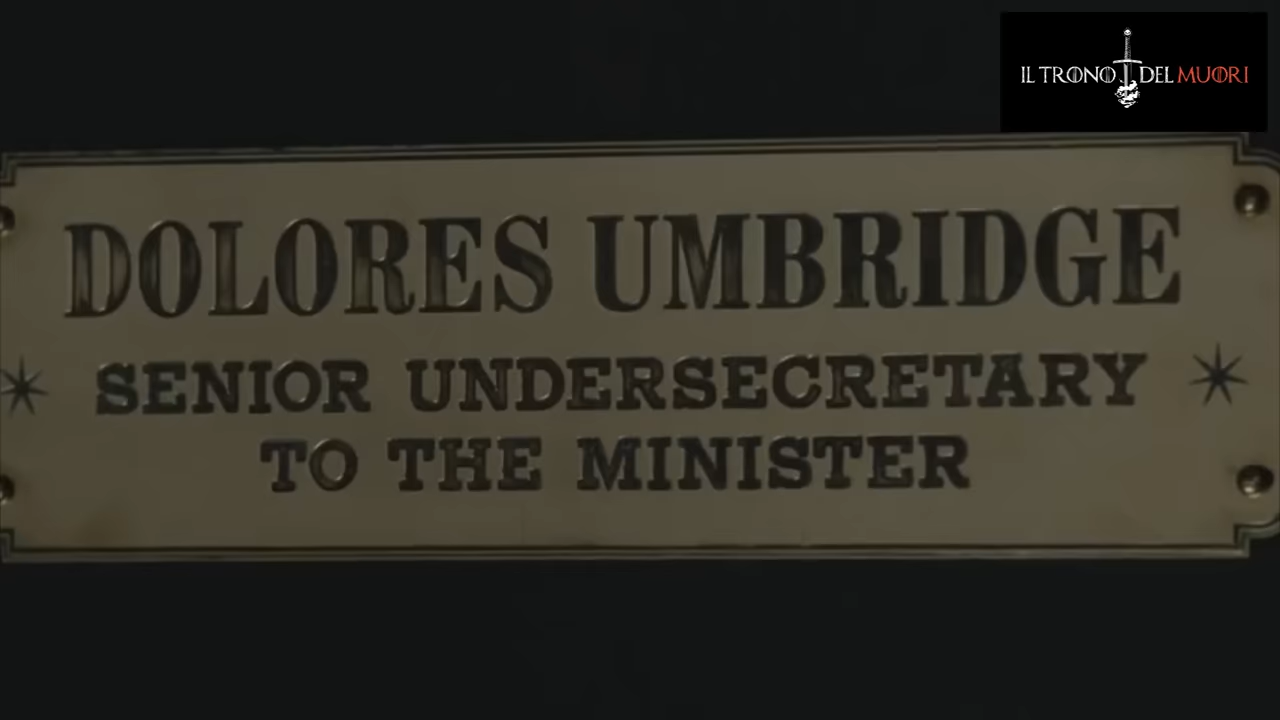 IL TRONO DEL MUORI
DOLORES UMBRIDGE
SENIOR UNDERSECRETARY
TO THE MINISTER